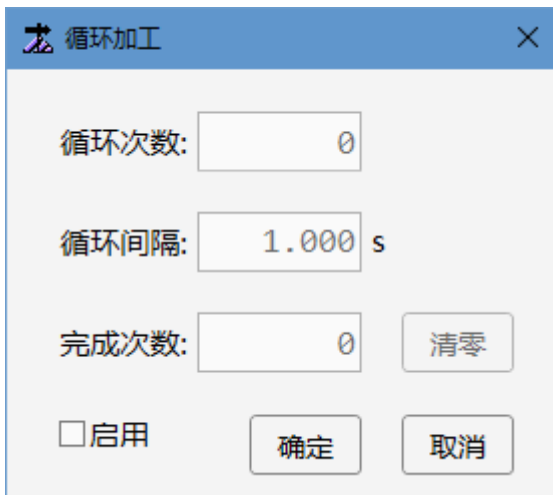 循环加工
循环次数: 0
循环间隔: 1.000 s
完成次数: 0 清零
启用 确定 取消